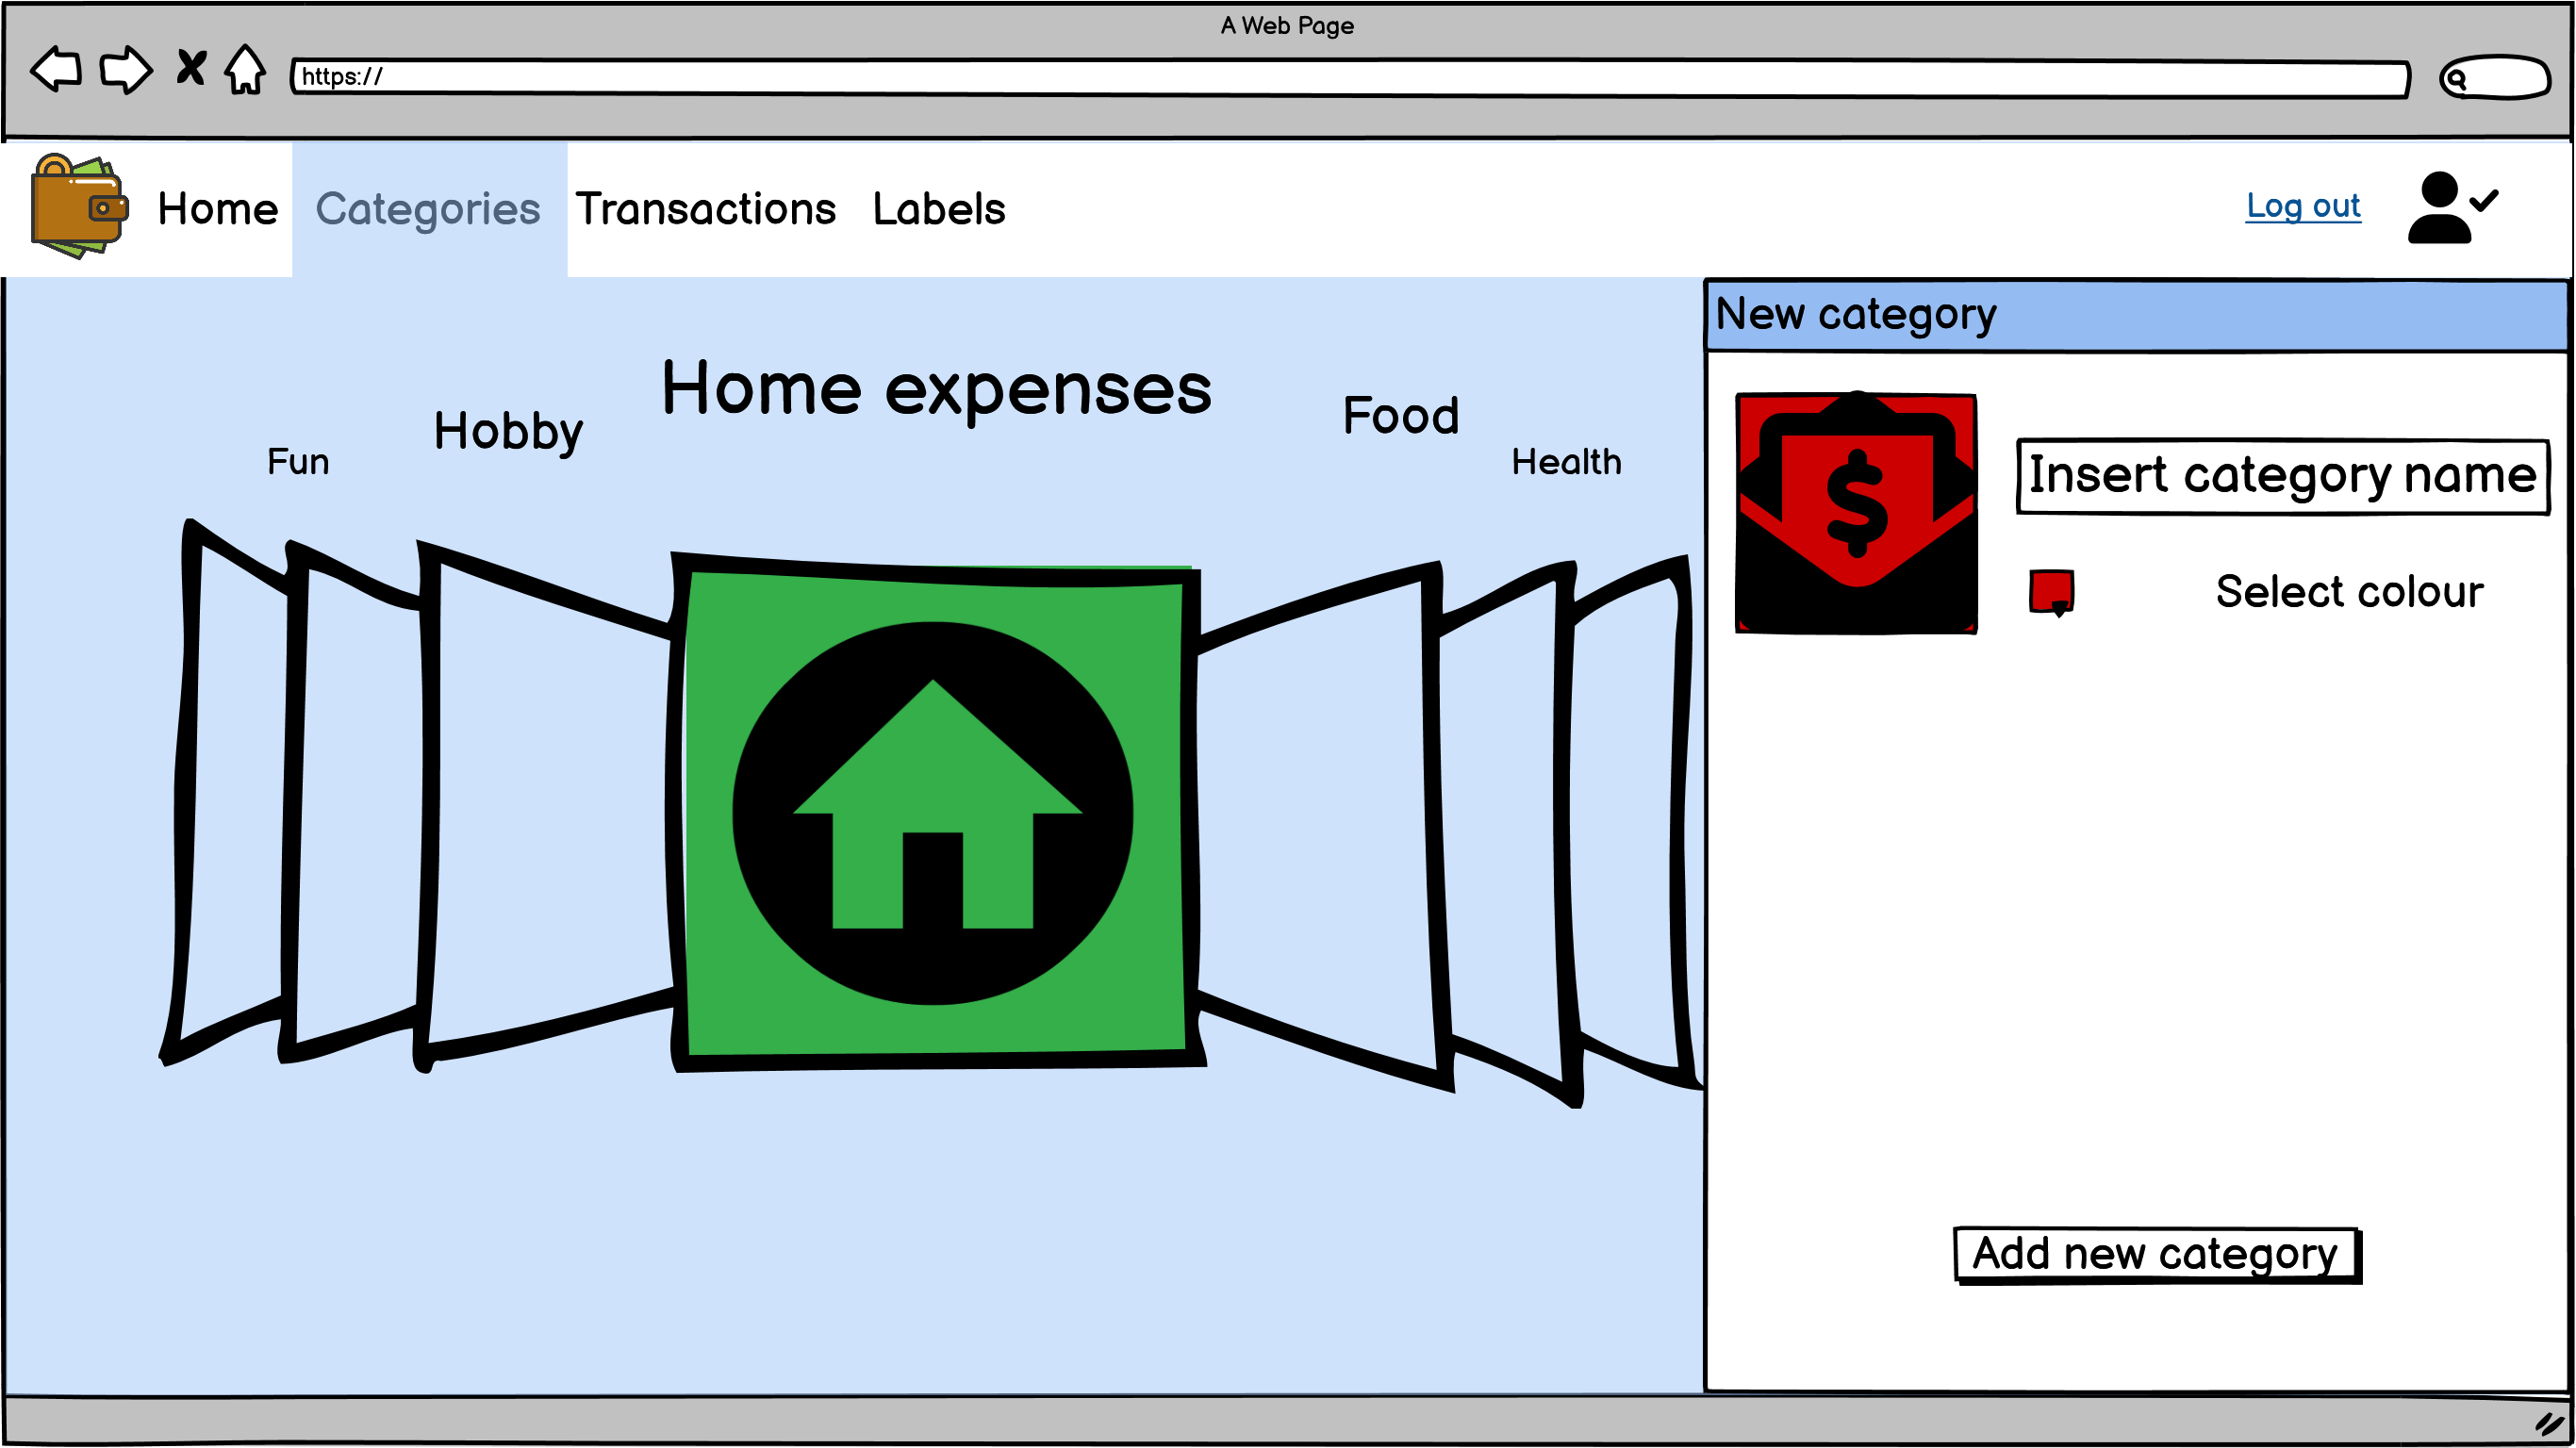 A Web Page
https://
Home Categories Transactions Labels Log out
New category
Home expenses
Hobby
Food
Fun
Health
Insert category name
Select colour
Add new category